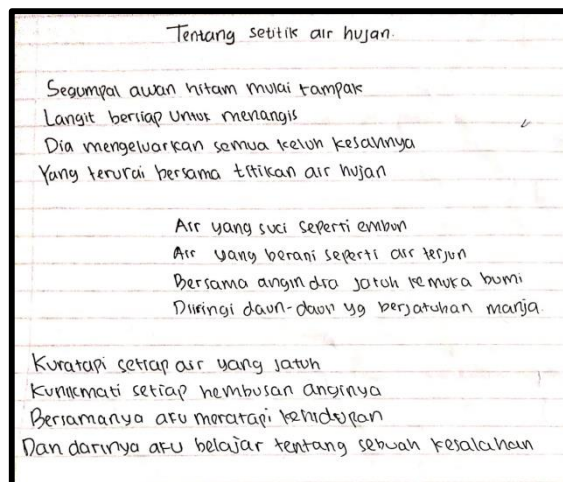 Tentang setitik air hujan.
Segumpal awan hitam mulai tampak
Langit bersiap untuk menangis
Dia mengeluarkan semua keluh kesahnya
Yang terurai bersama titikan air hujan
Air yang suci seperti embun
Air yang berani seperti air terjun
Bersama angin dia jatuh kemuka bumi
Diiringi daun-daun yg berjatuhan manja
Kuratapi setiap air yang jatuh
Kunikmati setiap hembusan anginya
Bersamanya aku meratapi kehidupan
Dan darinya aku belajar tentang sebuah kesalahan